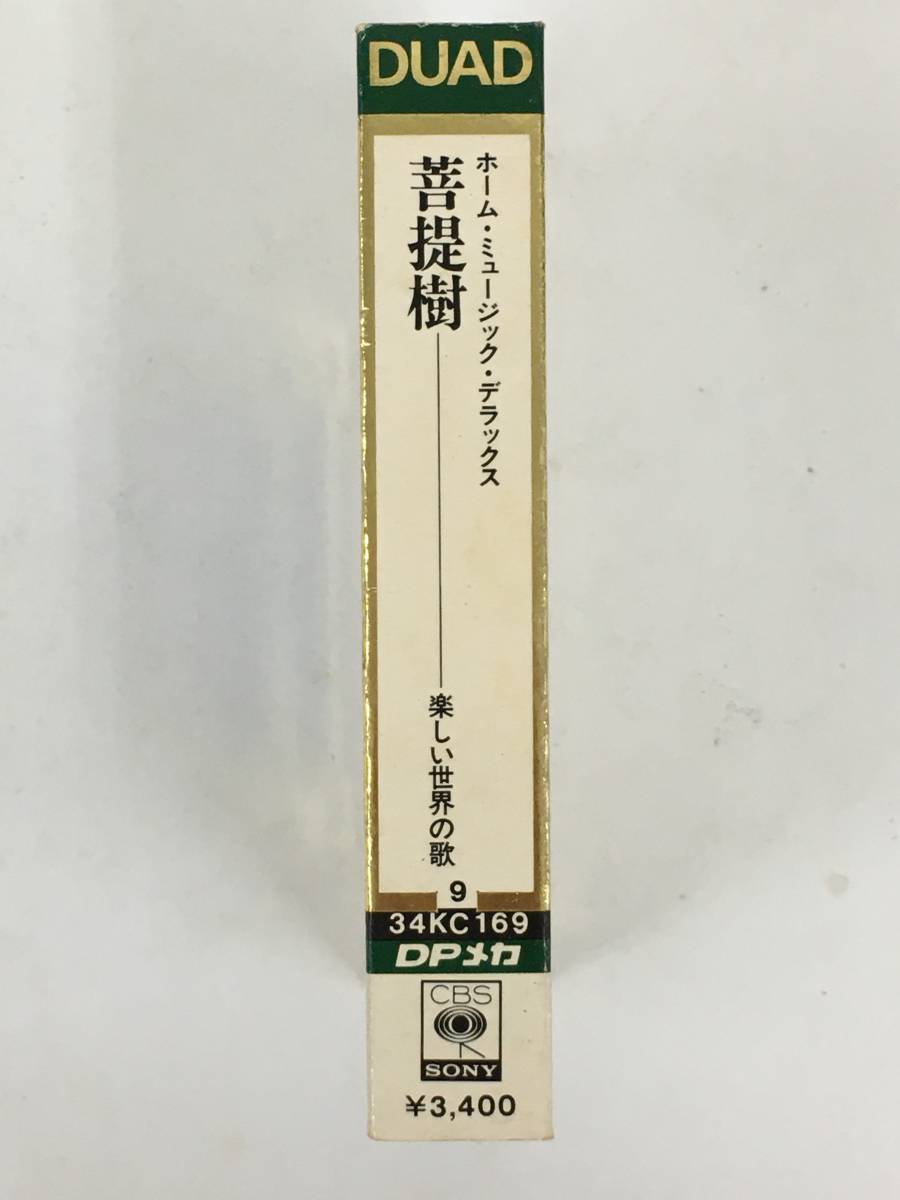 DUAD
ホーム・ミュージック・デラックス
菩提樹――楽しい世界の歌
9
34KC169
DPメカ
CBS
SONY
¥3,400